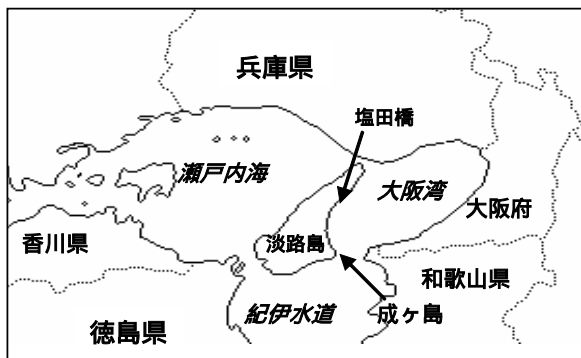 兵庫県
塩田橋
瀬戸内海
大阪湾
大阪府
香川県
淡路島
和歌山県
徳島県
紀伊水道
成ヶ島